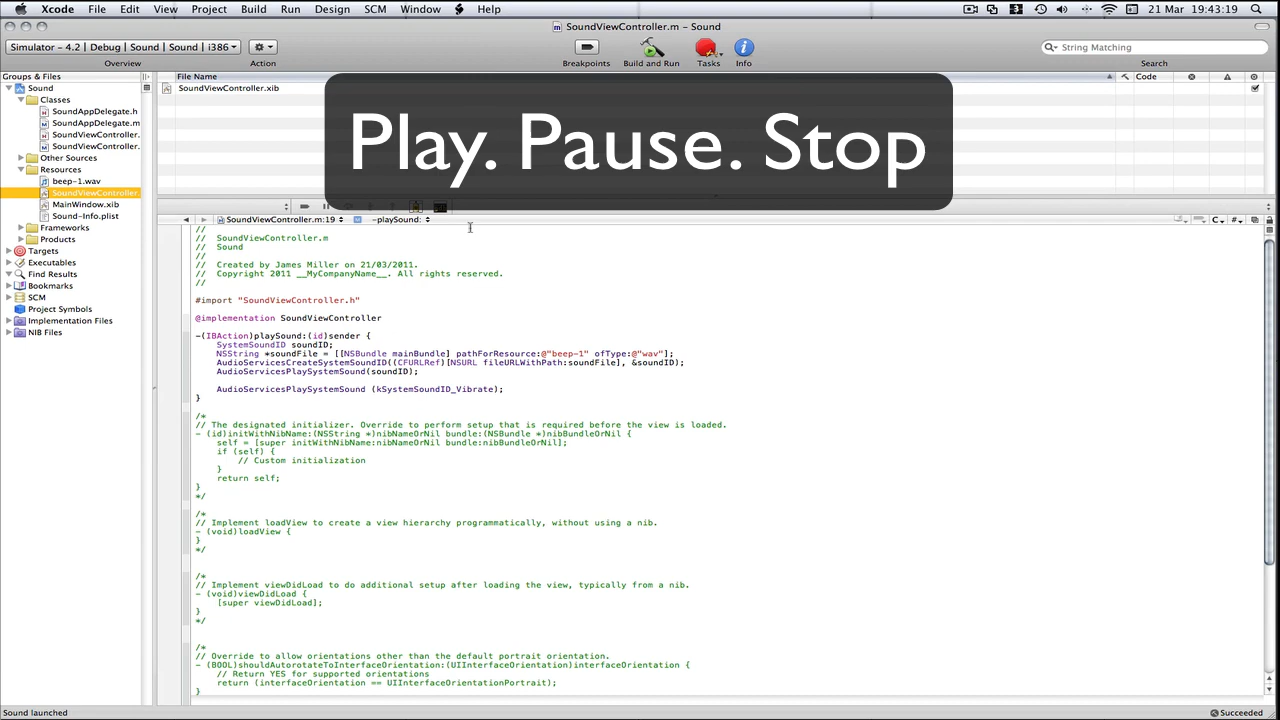 Xcode File Edit View Project Build Run Design SCM Window Help 21 Mar 19:43:19
SoundViewController.m – Sound
Simulator – 4.2 | Debug | Sound | Sound | i386
String Matching
Overview Action Breakpoints Build and Run Tasks Info Search
Groups & Files File Name Code
Sound SoundViewController.xib
Classes
SoundAppDelegate.h
SoundAppDelegate.m
SoundViewController.
SoundViewController.
Other Sources
Resources
beep-1.wav
SoundViewController.
MainWindow.xib
Sound-Info.plist
Frameworks
Products
Targets
Executables
Find Results
Bookmarks
SCM
Project Symbols
Implementation Files
NIB Files
Play. Pause. Stop
SoundViewController.m:19 -playSound: C #
//
// SoundViewController.m
// Sound
//
// Created by James Miller on 21/03/2011.
// Copyright 2011 __MyCompanyName__. All rights reserved.
//
#import "SoundViewController.h"
@implementation SoundViewController
-(IBAction)playSound:(id)sender {
SystemSoundID soundID;
NSString *soundFile = [[NSBundle mainBundle] pathForResource:@"beep-1" ofType:@"wav"];
AudioServicesCreateSystemSoundID((CFURLRef)[NSURL fileURLWithPath:soundFile], &soundID);
AudioServicesPlaySystemSound(soundID);
AudioServicesPlaySystemSound (kSystemSoundID_Vibrate);
}
/*
// The designated initializer. Override to perform setup that is required before the view is loaded.
- (id)initWithNibName:(NSString *)nibNameOrNil bundle:(NSBundle *)nibBundleOrNil {
self = [super initWithNibName:nibNameOrNil bundle:nibBundleOrNil];
if (self) {
// Custom initialization
}
return self;
}
*/
/*
// Implement loadView to create a view hierarchy programmatically, without using a nib.
- (void)loadView {
}
*/
/*
// Implement viewDidLoad to do additional setup after loading the view, typically from a nib.
- (void)viewDidLoad {
[super viewDidLoad];
}
*/
/*
// Override to allow orientations other than the default portrait orientation.
- (BOOL)shouldAutorotateToInterfaceOrientation:(UIInterfaceOrientation)interfaceOrientation {
// Return YES for supported orientations
return (interfaceOrientation == UIInterfaceOrientationPortrait);
}
Sound launched Succeeded